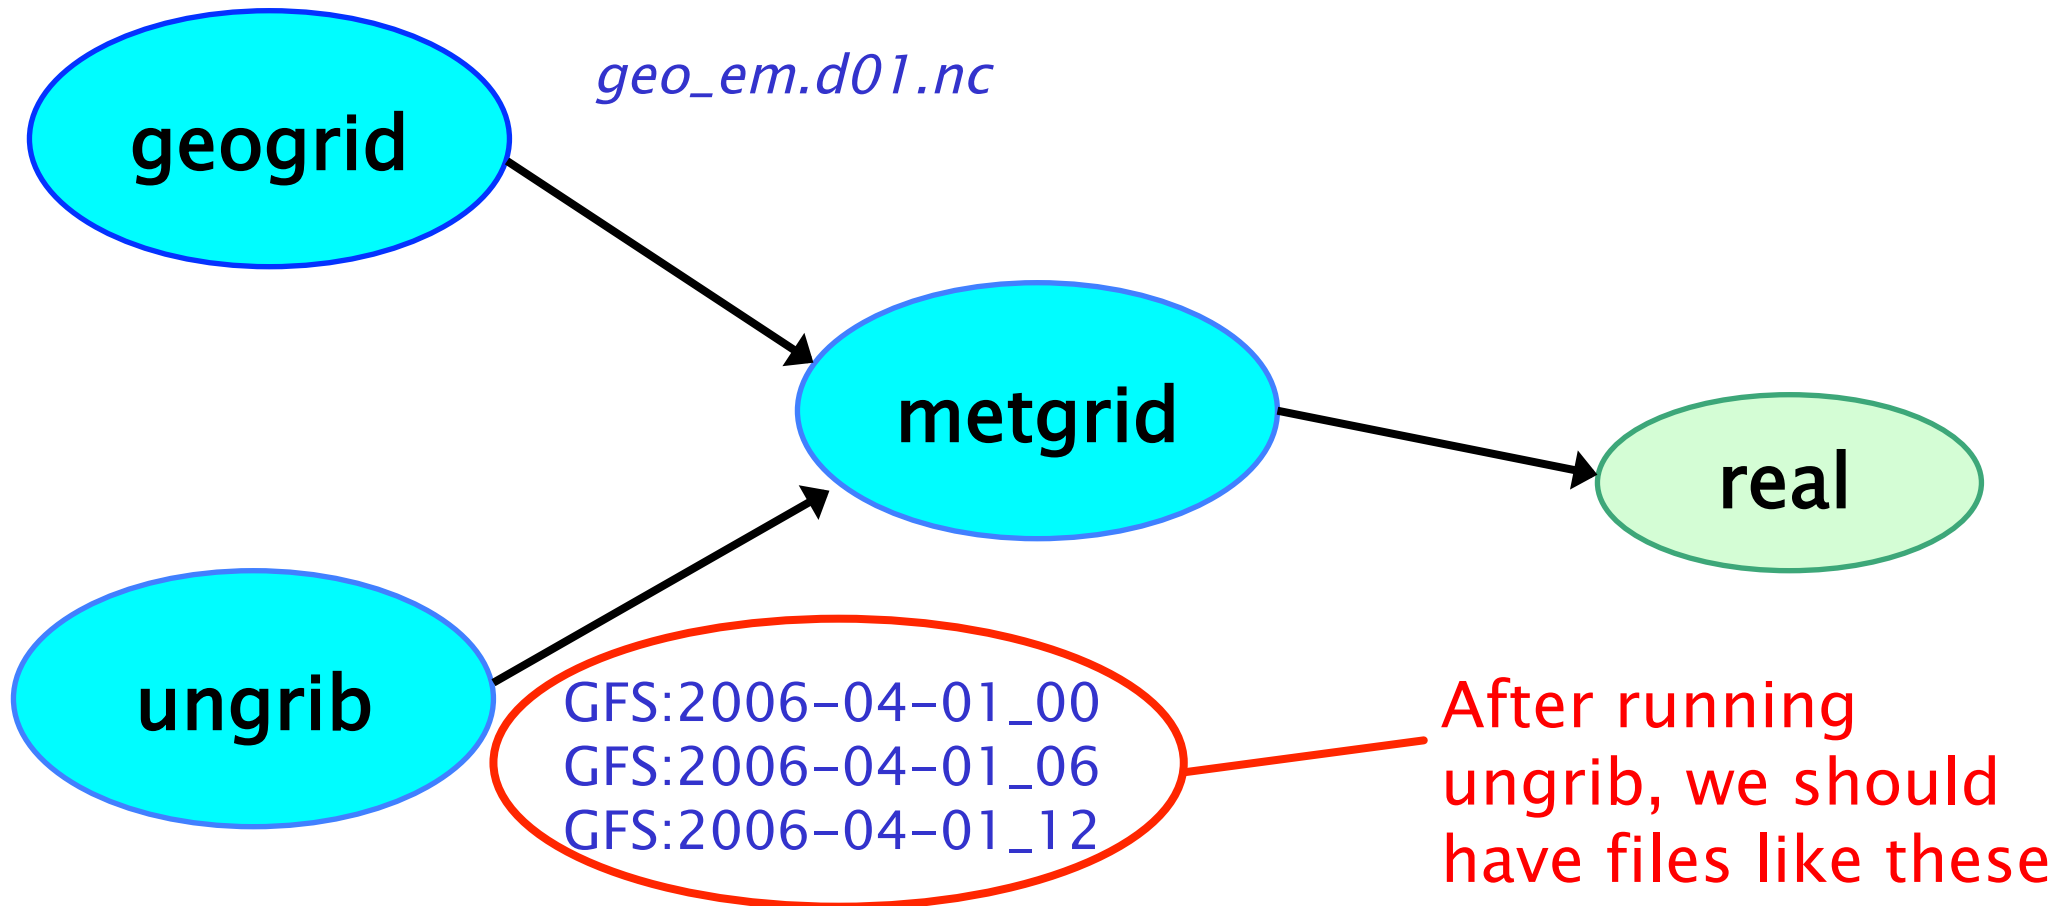 geo_em.d01.nc
geogrid
metgrid
real
ungrib
GFS:2006-04-01_00
GFS:2006-04-01_06
GFS:2006-04-01_12
After running
ungrib, we should
have files like these